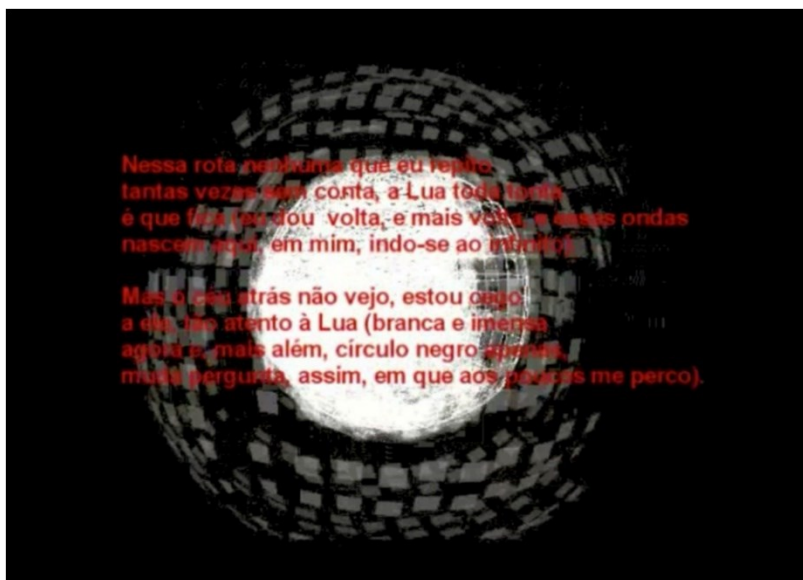 Nessa rota nenhuma que eu repito
tantas vezes sem conta, a Lua toda tonta
é que fica (eu dou volta, e mais volta, e essas ondas
nascem aqui, em mim, indo-se ao infinito)
Mas o céu atrás não vejo, estou cego
a ele, tão atento à Lua (branca e imensa
agora e, mais além, círculo negro apenas,
muda pergunta, assim, em que aos poucos me perco).